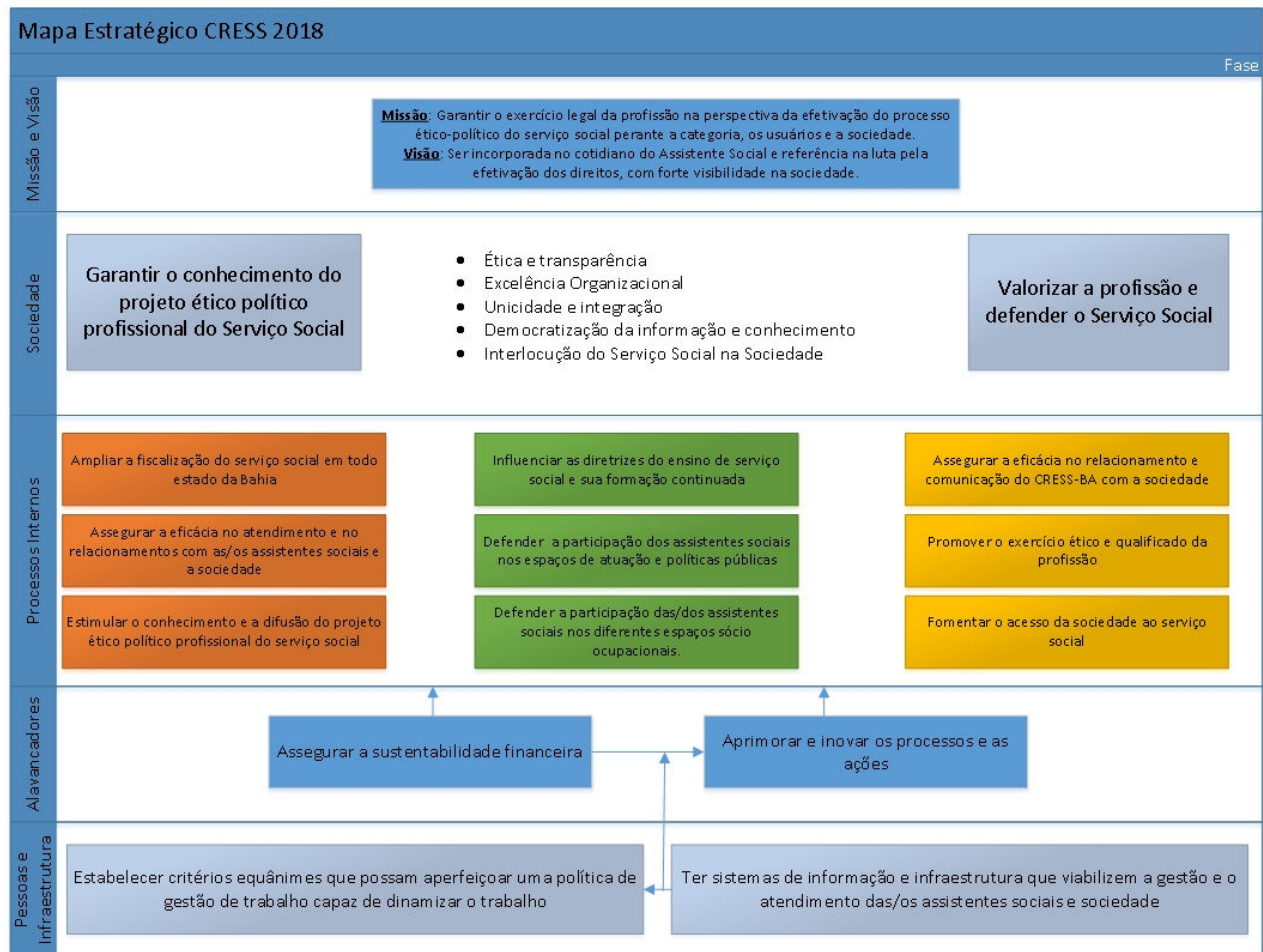 Mapa Estratégico CRESS 2018
Fase
Missão e Visão
Missão: Garantir o exercício legal da profissão na perspectiva da efetivação do processo
ético-político do serviço social perante a categoria, os usuários e a sociedade.
Visão: Ser incorporada no cotidiano do Assistente Social e referência na luta pela
efetivação dos direitos, com forte visibilidade na sociedade.
Sociedade
Garantir o conhecimento do
projeto ético político
profissional do Serviço Social
• Ética e transparência
• Excelência Organizacional
• Unicidade e integração
• Democratização da informação e conhecimento
• Interlocução do Serviço Social na Sociedade
Valorizar a profissão e
defender o Serviço Social
Processos Internos
Ampliar a fiscalização do serviço social em todo
estado da Bahia
Assegurar a eficácia no atendimento e no
relacionamentos com as/os assistentes sociais e
a sociedade
Estimular o conhecimento e a difusão do projeto
ético político profissional do serviço social
Influenciar as diretrizes do ensino de serviço
social e sua formação continuada
Defender a participação dos assistentes sociais
nos espaços de atuação e políticas públicas
Defender a participação das/dos assistentes
sociais nos diferentes espaços sócio
ocupacionais.
Assegurar a eficácia no relacionamento e
comunicação do CRESS-BA com a sociedade
Promover o exercício ético e qualificado da
profissão
Fomentar o acesso da sociedade ao serviço
social
Alavancadores
Assegurar a sustentabilidade financeira
Aprimorar e inovar os processos e as
ações
Pessoas e
Infraestrutura
Estabelecer critérios equânimes que possam aperfeiçoar uma política de
gestão de trabalho capaz de dinamizar o trabalho
Ter sistemas de informação e infraestrutura que viabilizem a gestão e o
atendimento das/os assistentes sociais e sociedade